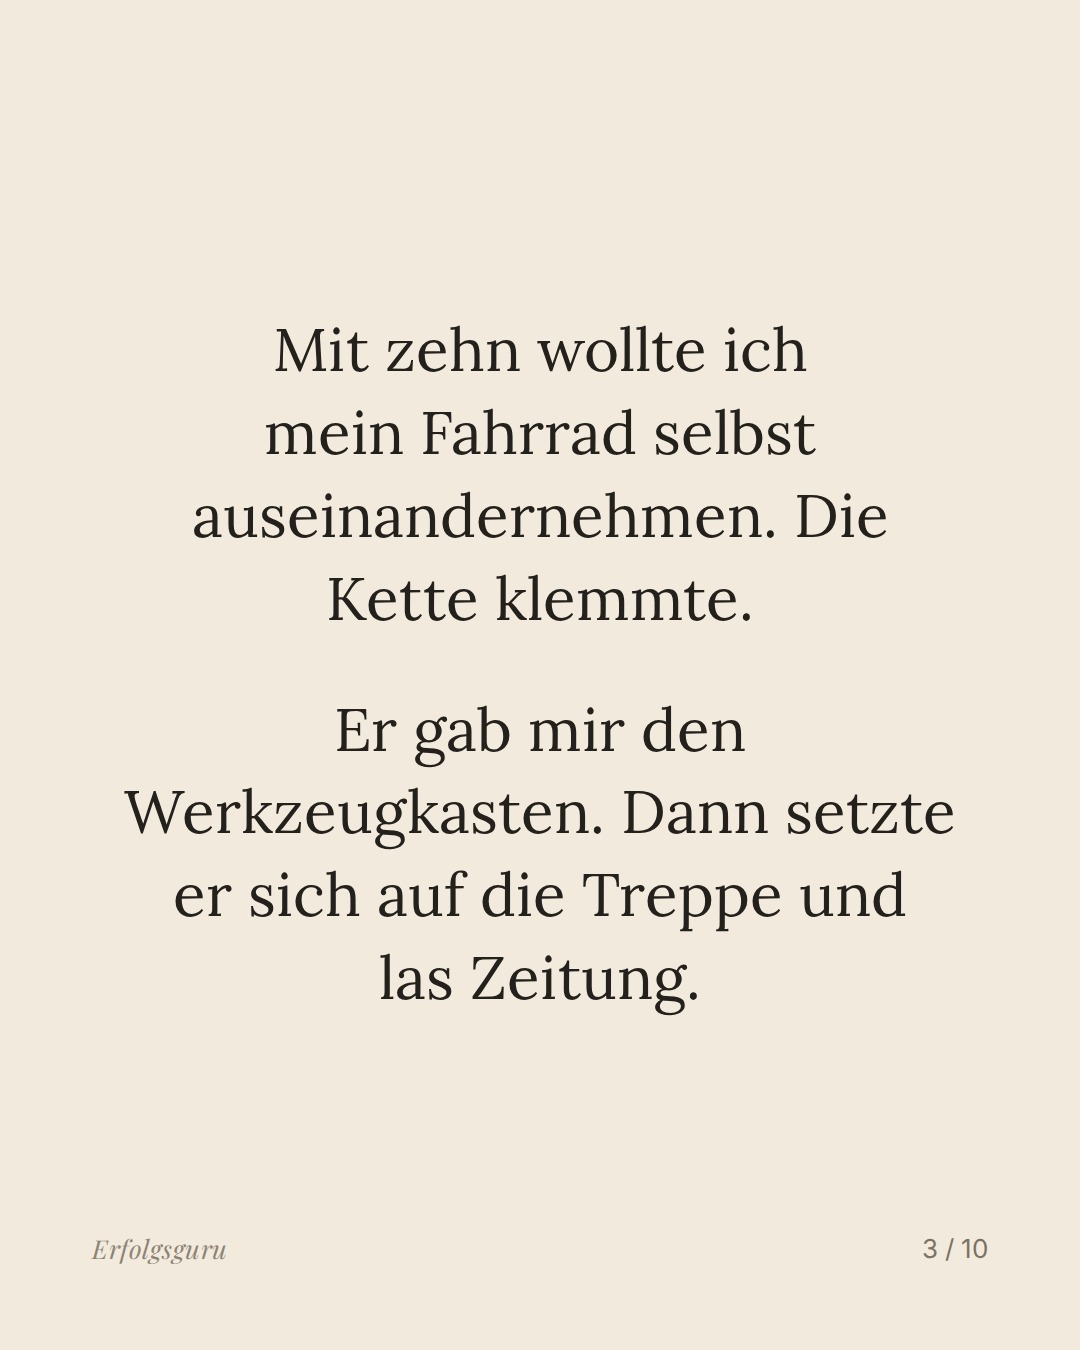 Mit zehn wollte ich
mein Fahrrad selbst
auseinandernehmen. Die
Kette klemmte.
Er gab mir den
Werkzeugkasten. Dann setzte
er sich auf die Treppe und
las Zeitung.
Erfolgsguru
3 / 10